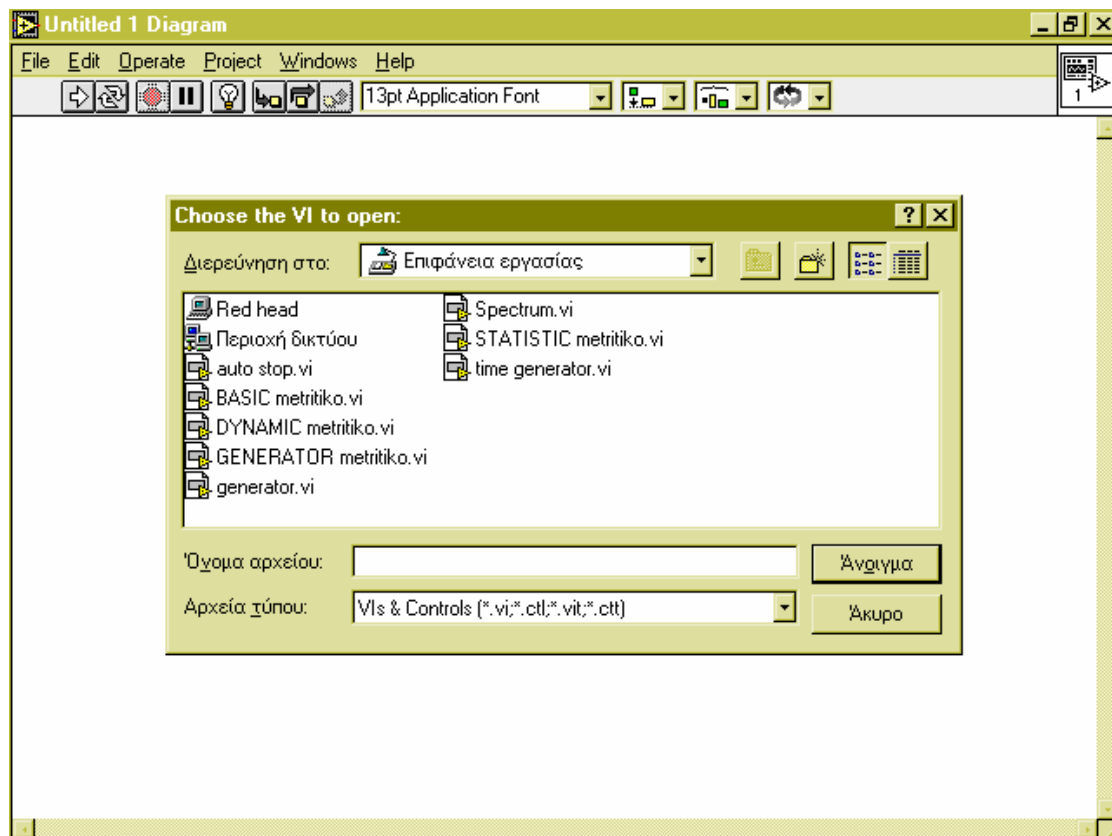 Untitled 1 Diagram
File Edit Operate Project Windows Help
13pt Application Font
1
Choose the VI to open:
Διερεύνηση στο: Επιφάνεια εργασίας
Red head
Περιοχή δικτύου
auto stop.vi
BASIC metritiko.vi
DYNAMIC metritiko.vi
GENERATOR metritiko.vi
generator.vi
Spectrum.vi
STATISTIC metritiko.vi
time generator.vi
Όνομα αρχείου: Άνοιγμα
Αρχεία τύπου: VIs & Controls (*.vi;*.ctl;*.vit;*.ctt) Άκυρο